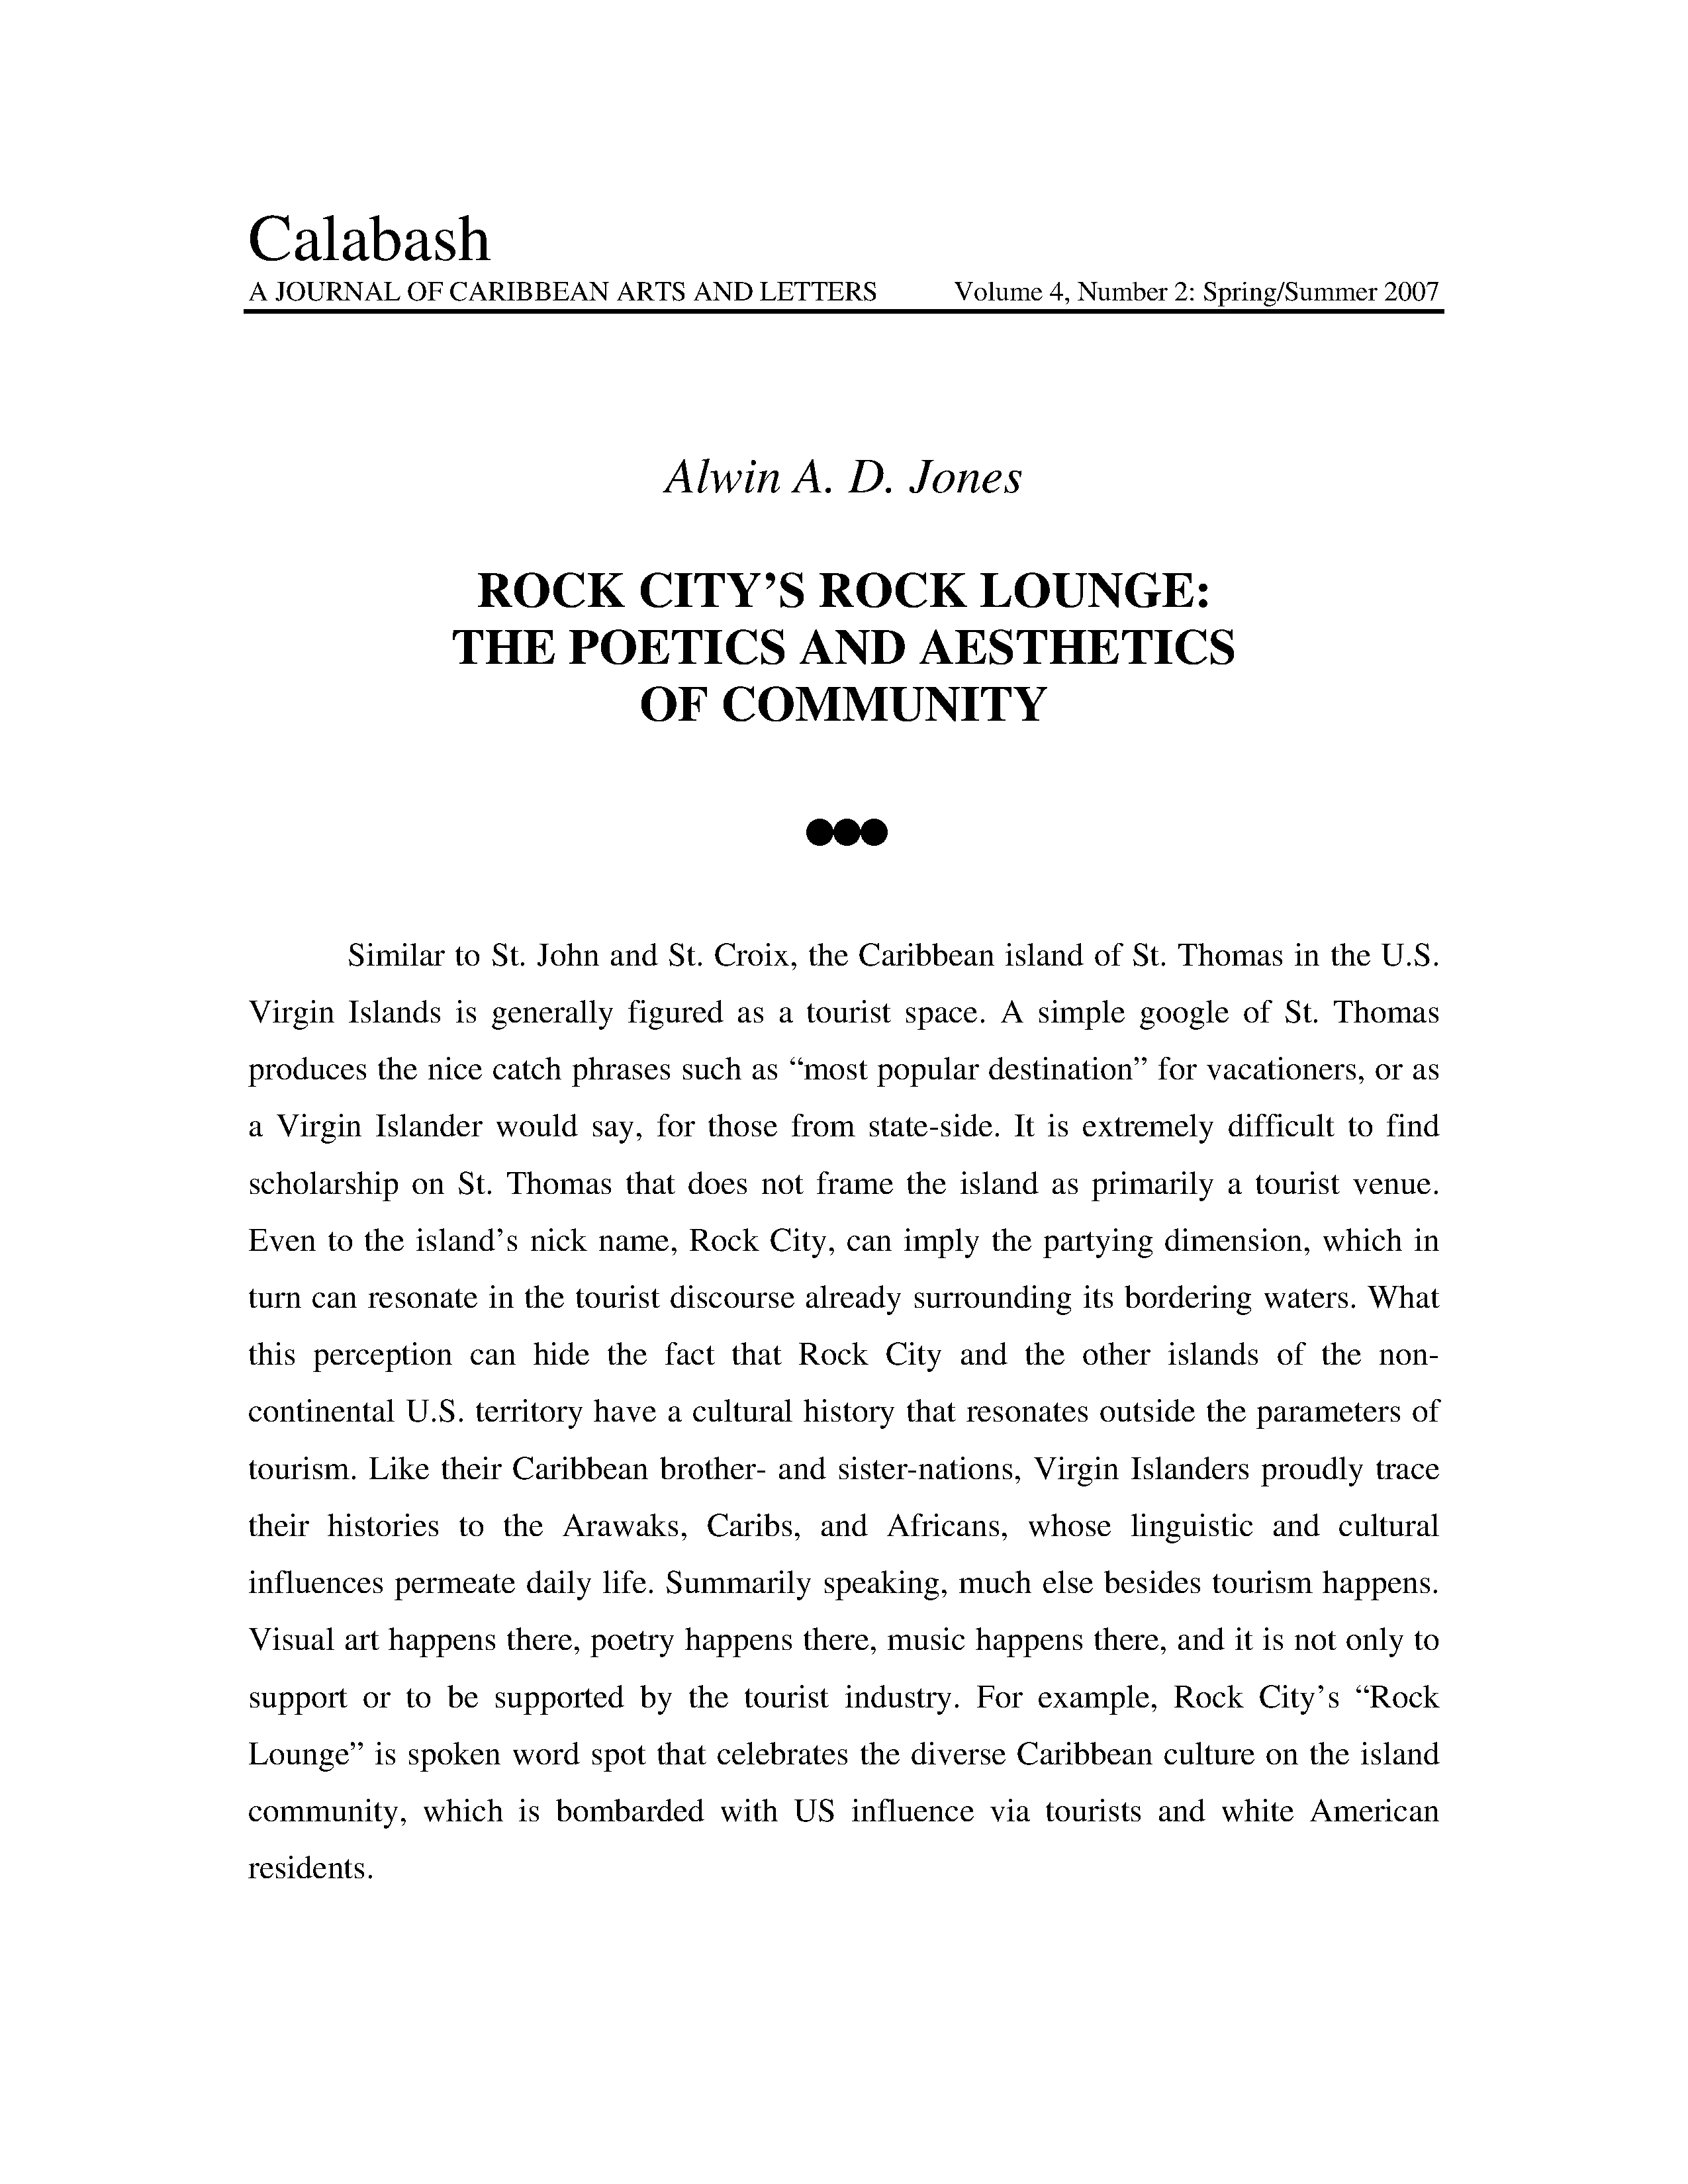 Calabash
A JOURNAL OF CARIBBEAN ARTS AND LETTERS Volume 4, Number 2: Spring/Summer 2007
Alwin A. D. Jones
ROCK CITY’S ROCK LOUNGE:
THE POETICS AND AESTHETICS
OF COMMUNITY
Similar to St. John and St. Croix, the Caribbean island of St. Thomas in the U.S.
Virgin Islands is generally figured as a tourist space. A simple google of St. Thomas
produces the nice catch phrases such as “most popular destination” for vacationers, or as
a Virgin Islander would say, for those from state-side. It is extremely difficult to find
scholarship on St. Thomas that does not frame the island as primarily a tourist venue.
Even to the island’s nick name, Rock City, can imply the partying dimension, which in
turn can resonate in the tourist discourse already surrounding its bordering waters. What
this perception can hide the fact that Rock City and the other islands of the non-
continental U.S. territory have a cultural history that resonates outside the parameters of
tourism. Like their Caribbean brother- and sister-nations, Virgin Islanders proudly trace
their histories to the Arawaks, Caribs, and Africans, whose linguistic and cultural
influences permeate daily life. Summarily speaking, much else besides tourism happens.
Visual art happens there, poetry happens there, music happens there, and it is not only to
support or to be supported by the tourist industry. For example, Rock City’s “Rock
Lounge” is spoken word spot that celebrates the diverse Caribbean culture on the island
community, which is bombarded with US influence via tourists and white American
residents.